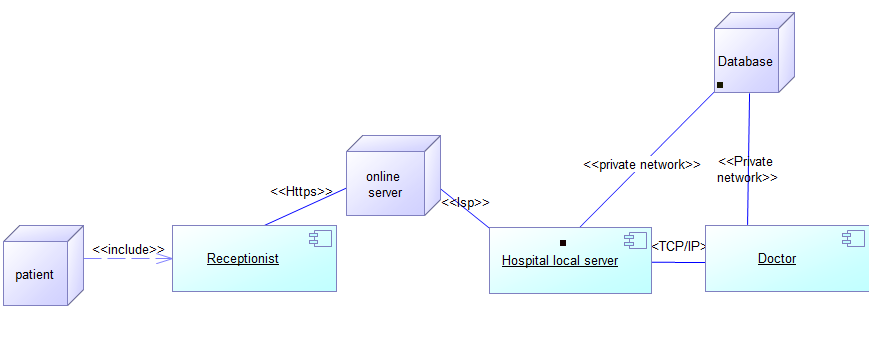 Database
<<private network>>
<<Private
network>>
online
server
<<Https>>
<<Isp>>
<<include>>
patient
Receptionist
Hospital local server
<TCP/IP>
Doctor